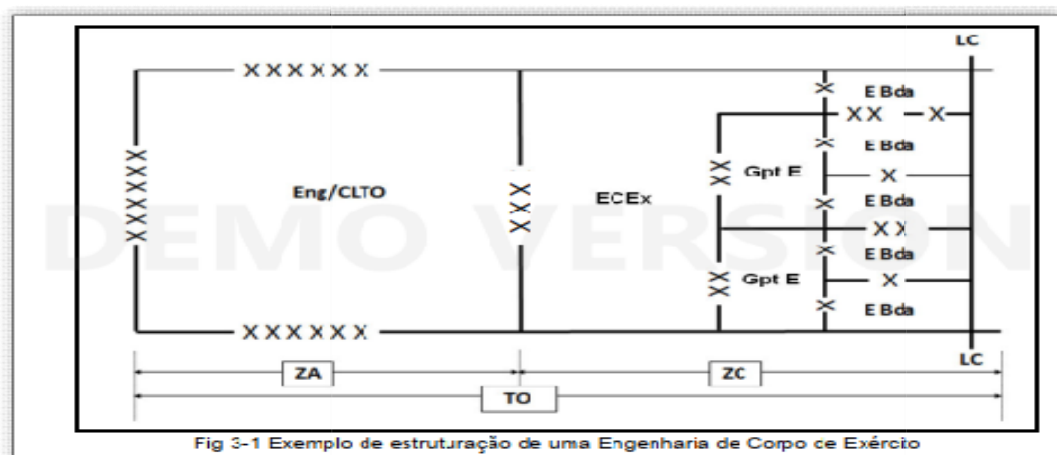 LC
XXXXXX
E Bda
XX X
E Bda
XX
Gpt E
X
XXXXXX
Eng/CLTO
XXX
ECEx
E Bda
XX
DEMO VERSION
E Bda
XX
Gpt E
X
E Bda
XXXXXX
LC
ZA
ZC
TO
Fig 3-1 Exemplo de estruturação de uma Engenharia de Corpo de Exército